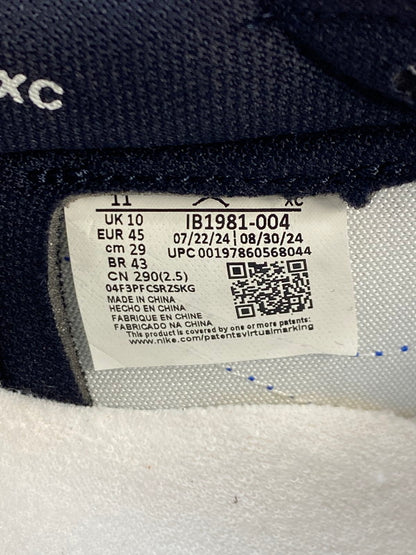 XC
11 XC
UK 10 IB1981-004
EUR 45 07/22/24 | 08/30/24
cm 29 UPC 00197860568044
BR 43
CN 290(2.5)
04F3PFCSRZSKG
MADE IN CHINA
HECHO EN CHINA
FABRIQUE EN CHINE
FABRICADO NA CHINA
This product may be covered by one or more patents:
www.nike.com/patentsvirtualmarking